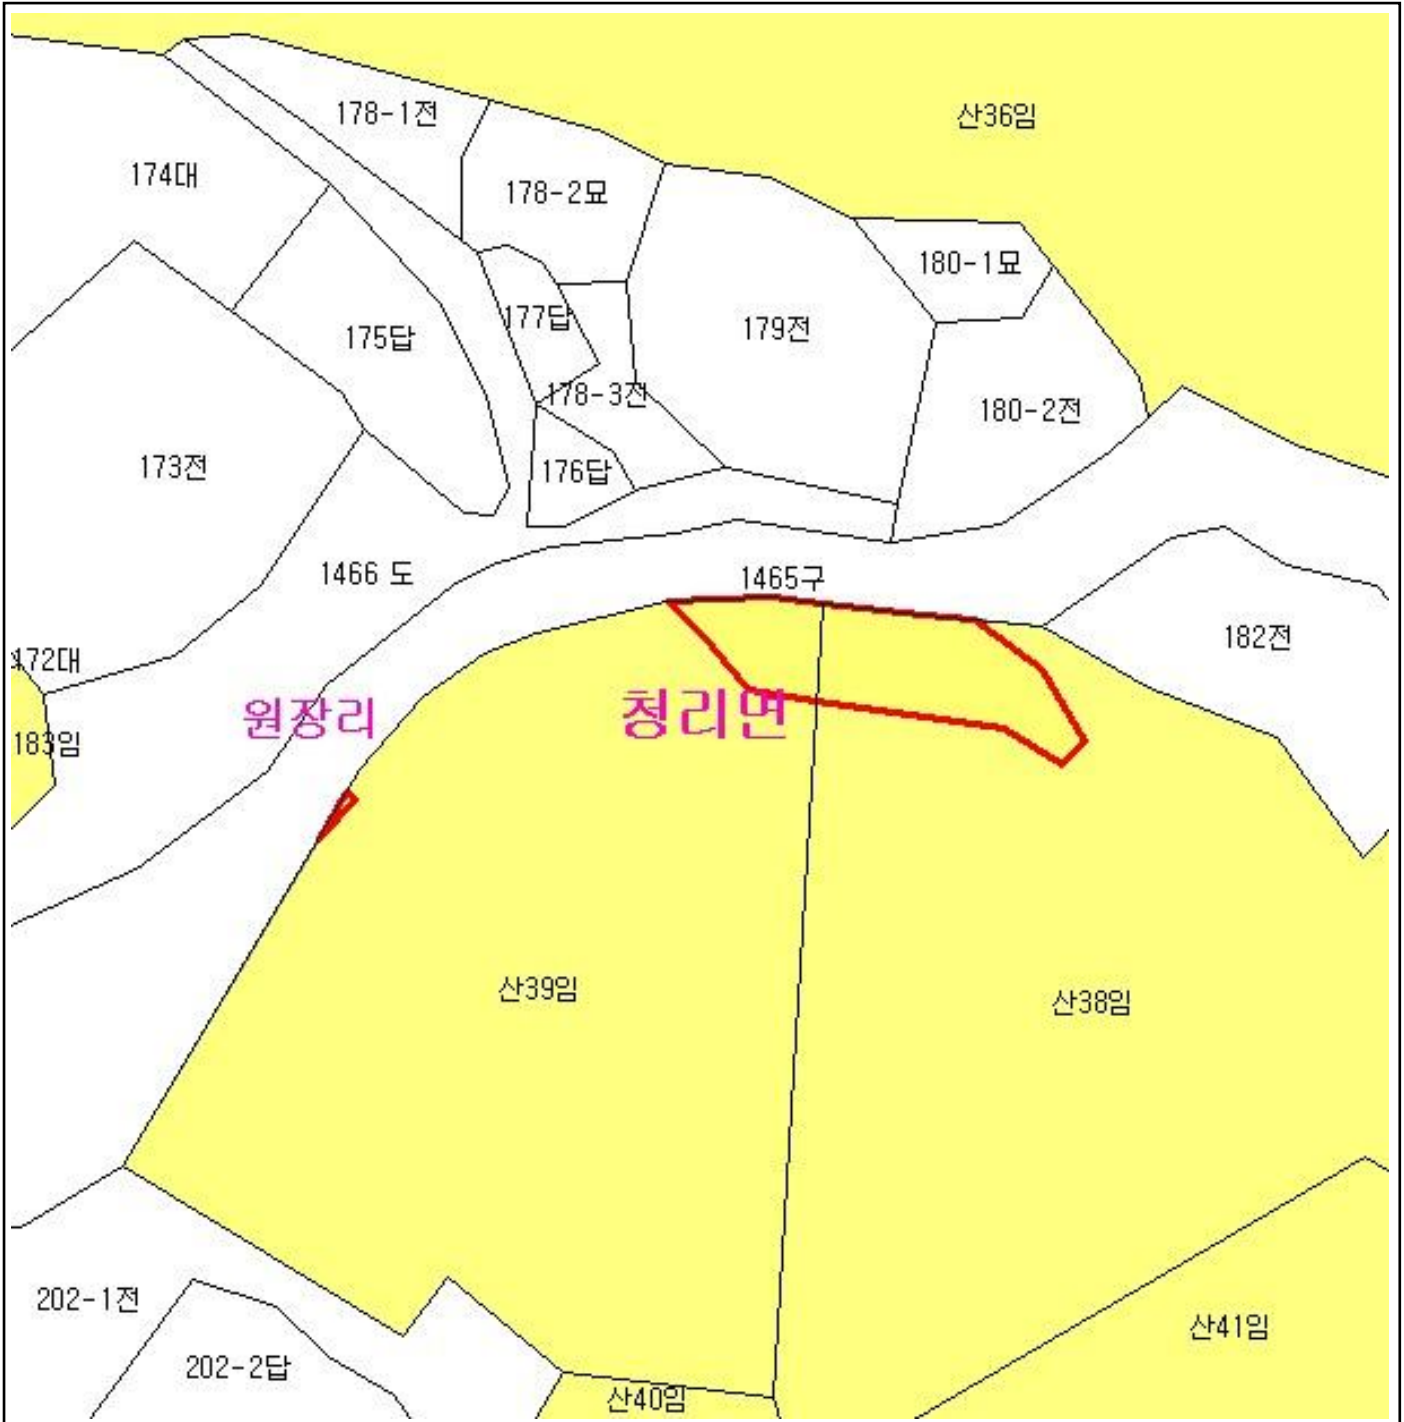 178-1전
산36임
174대
178-2묘
180-1묘
177답
179전
175답
178-3전
180-2전
173전
176답
1466 도
1465구
182전
172대
원장리
청리면
183임
산39임
산38임
202-1전
산41임
202-2답
산40임